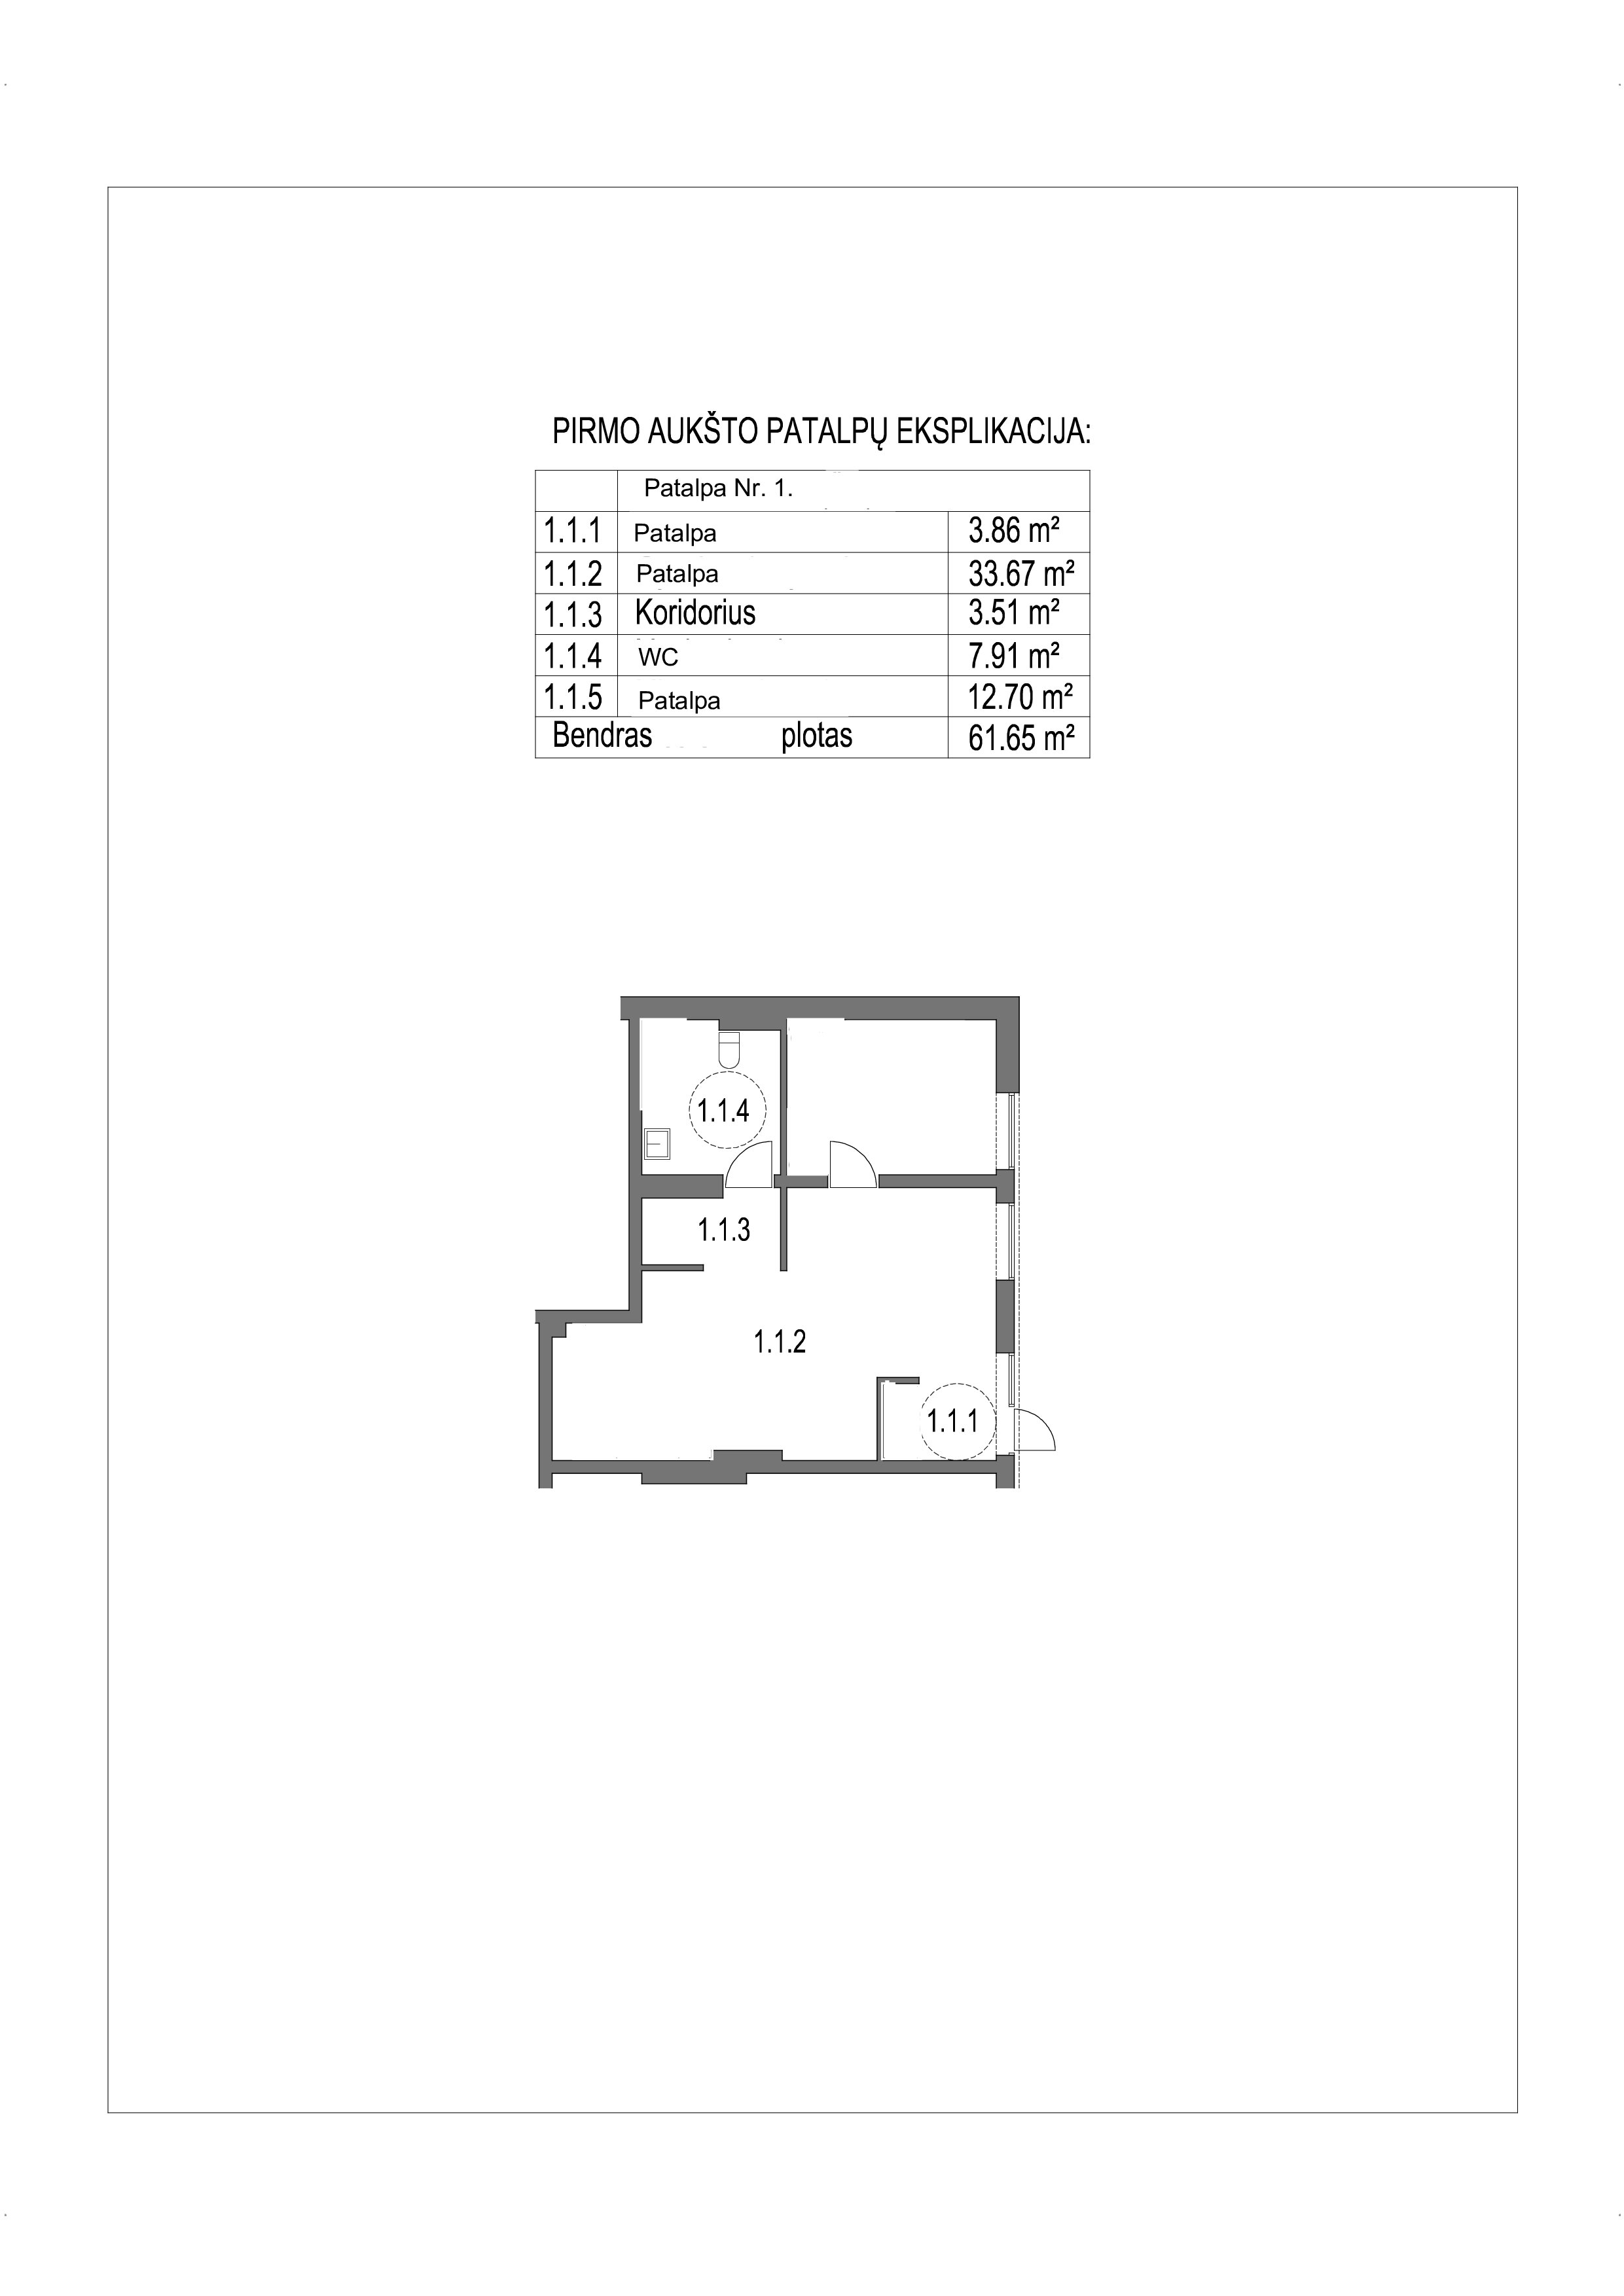 PIRMO AUKŠTO PATALPŲ EKSPLIKACIJA:
Patalpa Nr. 1.
1.1.1 Patalpa 3.86 m²
1.1.2 Patalpa 33.67 m²
1.1.3 Koridorius 3.51 m²
1.1.4 WC 7.91 m²
1.1.5 Patalpa 12.70 m²
Bendras plotas 61.65 m²
1.1.4
1.1.3
1.1.2
1.1.1